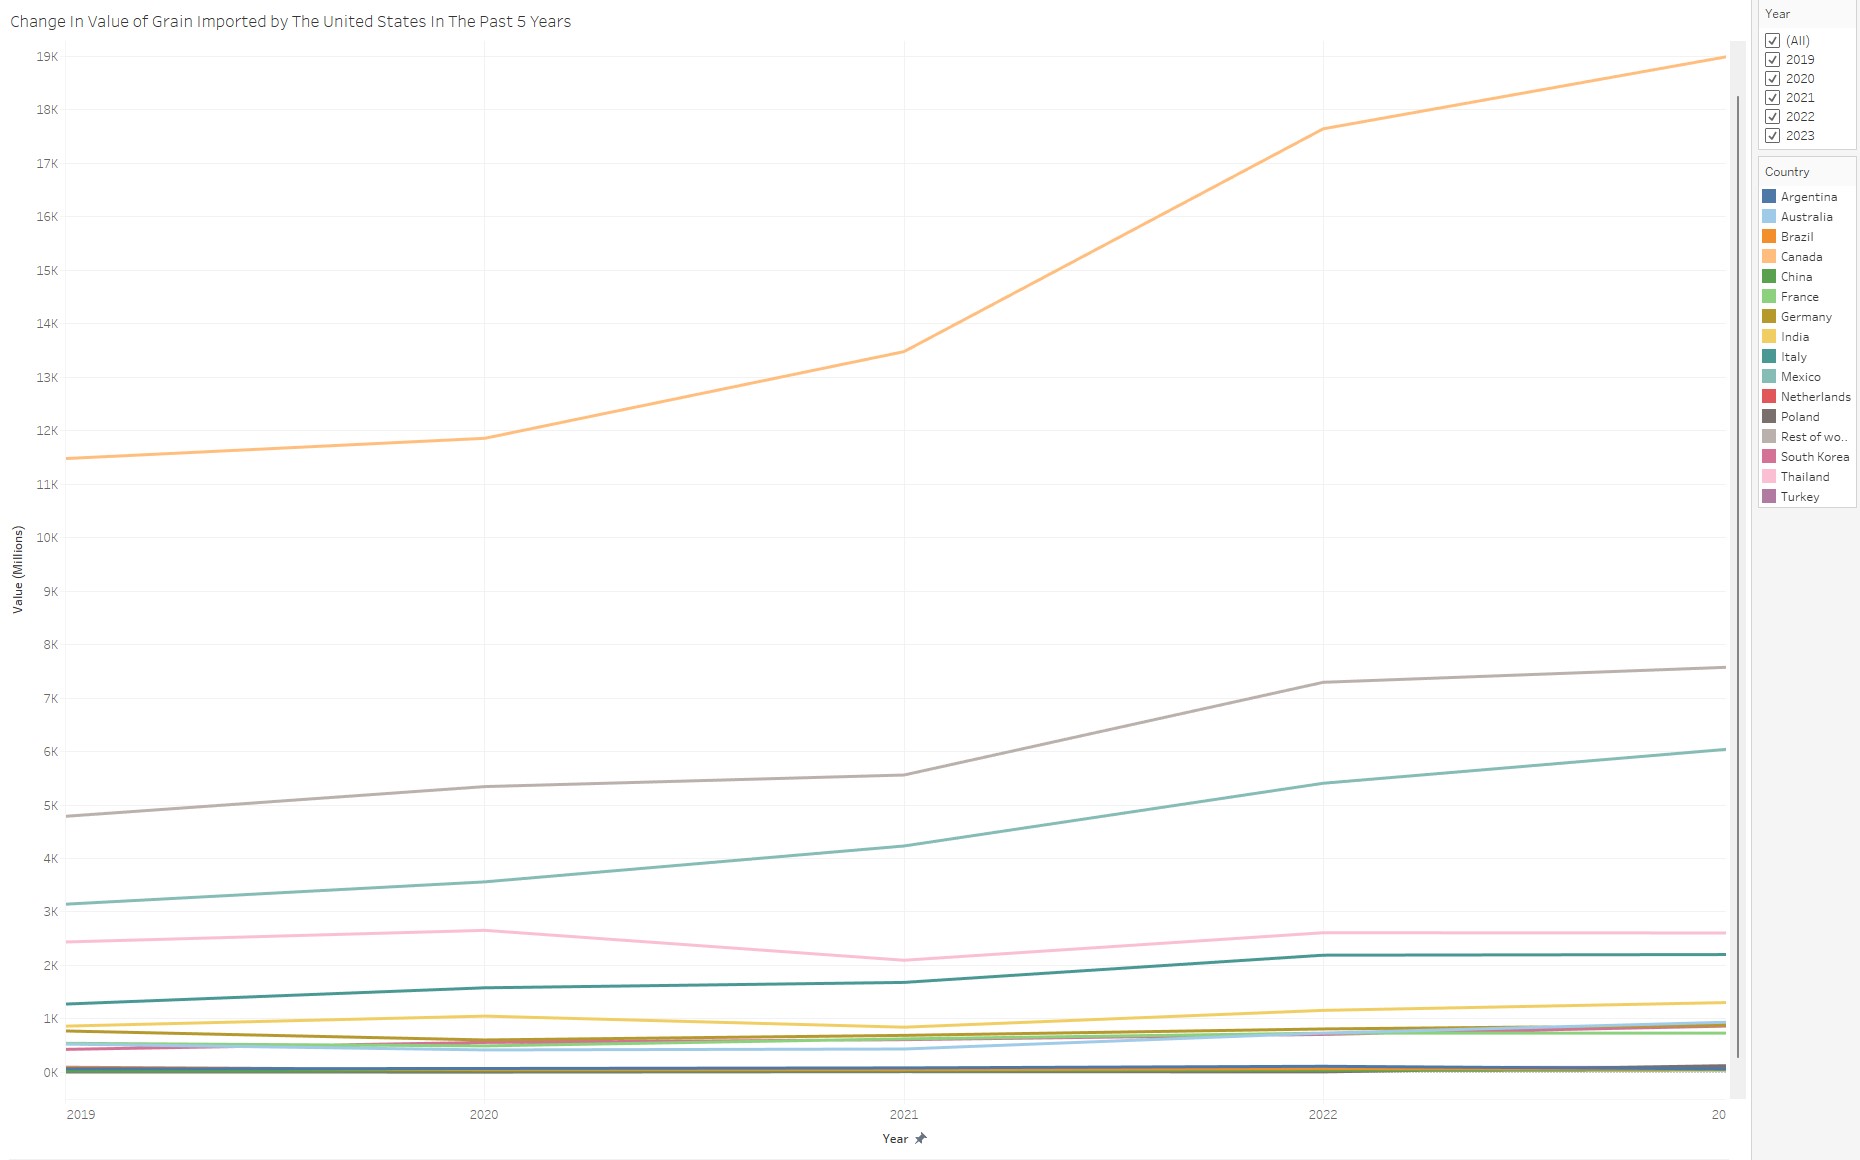 Change In Value of Grain Imported by The United States In The Past 5 Years
19K
18K
17K
16K
15K
14K
13K
12K
11K
10K
9K
8K
7K
6K
5K
4K
3K
2K
1K
0K
Value (Millions)
2019
2020
2021
2022
20
Year
Year
(All)
2019
2020
2021
2022
2023
Country
Argentina
Australia
Brazil
Canada
China
France
Germany
India
Italy
Mexico
Netherlands
Poland
Rest of wo..
South Korea
Thailand
Turkey